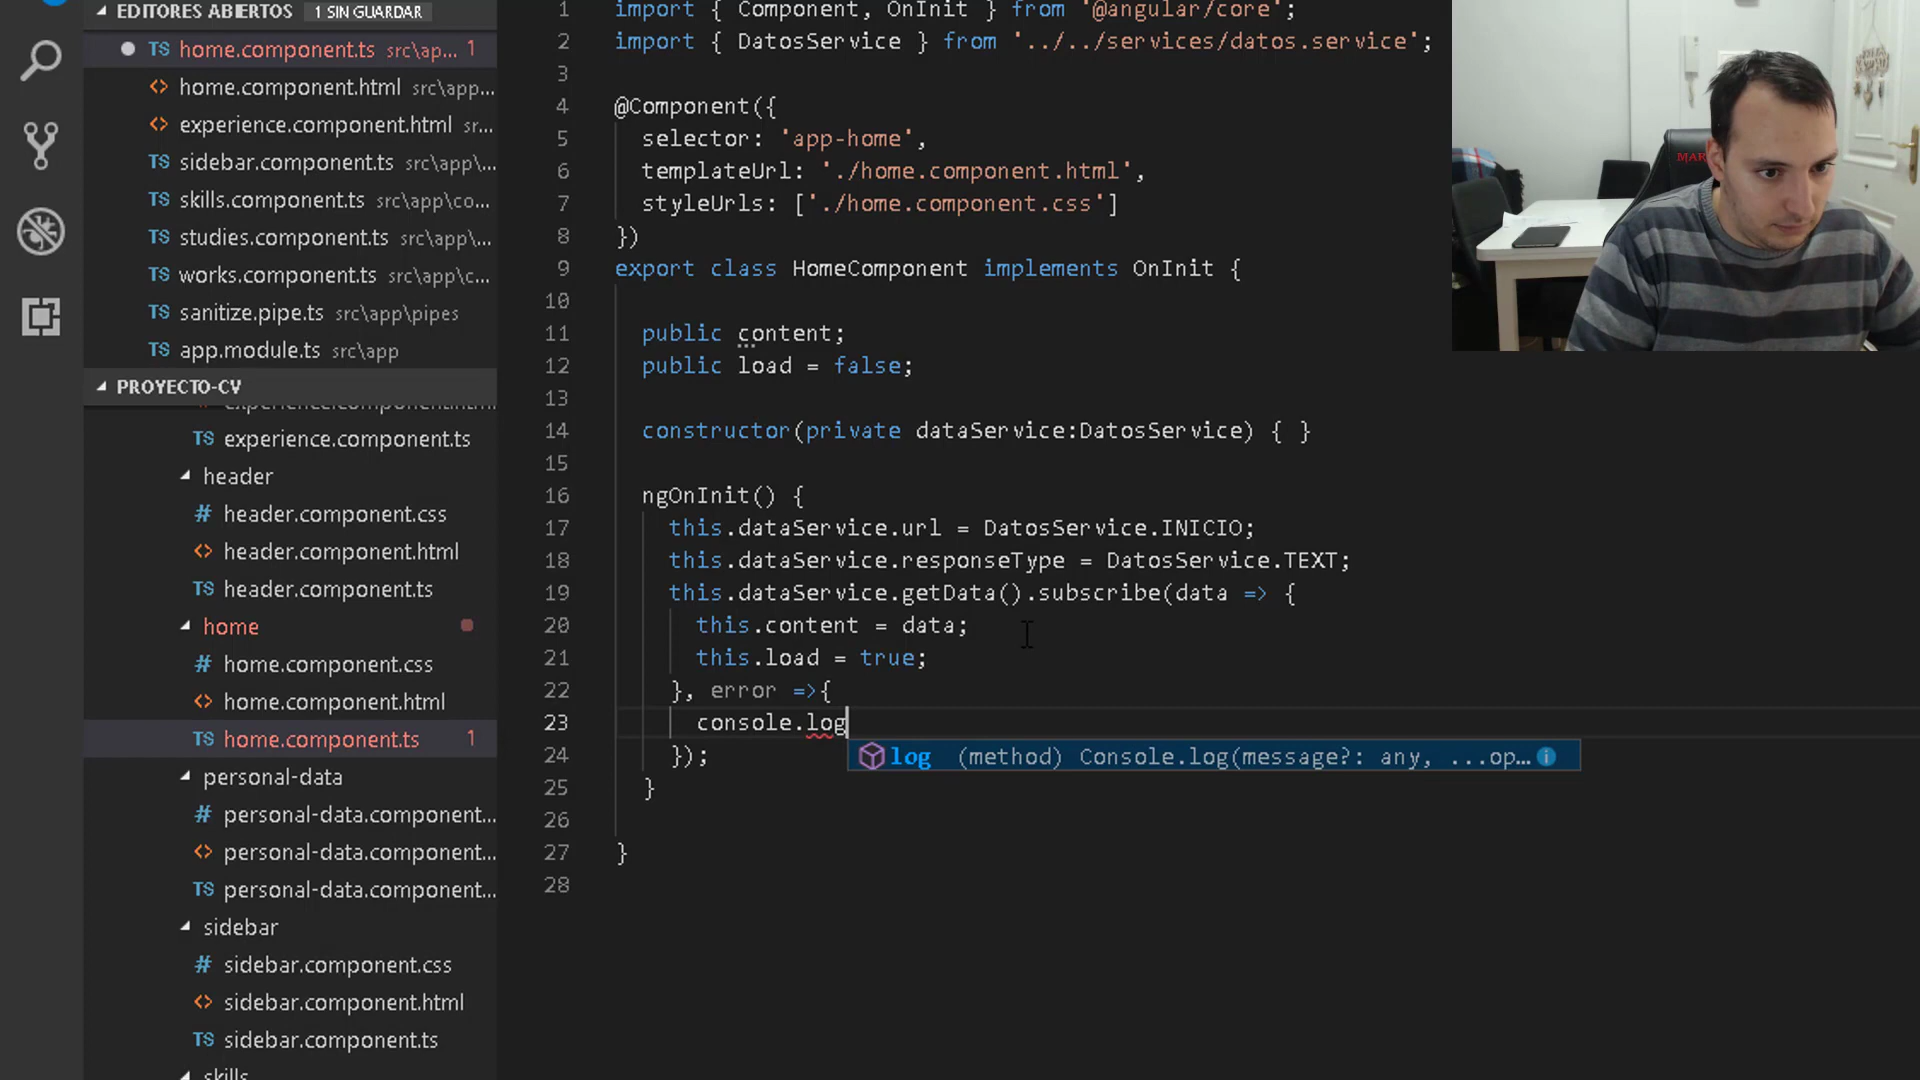 EDITORES ABIERTOS 1 SIN GUARDAR
TS home.component.ts src\ap... 1
<> home.component.html src\app...
<> experience.component.html sr...
TS sidebar.component.ts src\app...
TS skills.component.ts src\app\co...
TS studies.component.ts src\app\...
TS works.component.ts src\app\c...
TS sanitize.pipe.ts src\app\pipes
TS app.module.ts src\app
PROYECTO-CV
experience.component.html
TS experience.component.ts
header
# header.component.css
<> header.component.html
TS header.component.ts
home
# home.component.css
<> home.component.html
TS home.component.ts 1
personal-data
# personal-data.component...
<> personal-data.component...
TS personal-data.component...
sidebar
# sidebar.component.css
<> sidebar.component.html
TS sidebar.component.ts
skills
1 import { Component, OnInit } from '@angular/core';
2 import { DatosService } from '../../services/datos.service';
3
4 @Component({
5 selector: 'app-home',
6 templateUrl: './home.component.html',
7 styleUrls: ['./home.component.css']
8 })
9 export class HomeComponent implements OnInit {
10
11 public content;
12 public load = false;
13
14 constructor(private dataService:DatosService) { }
15
16 ngOnInit() {
17 this.dataService.url = DatosService.INICIO;
18 this.dataService.responseType = DatosService.TEXT;
19 this.dataService.getData().subscribe(data => {
20 this.content = data;
21 this.load = true;
22 }, error =>{
23 console.log
log (method) Console.log(message?: any, ...op...
24 });
25 }
26
27 }
28
MAR